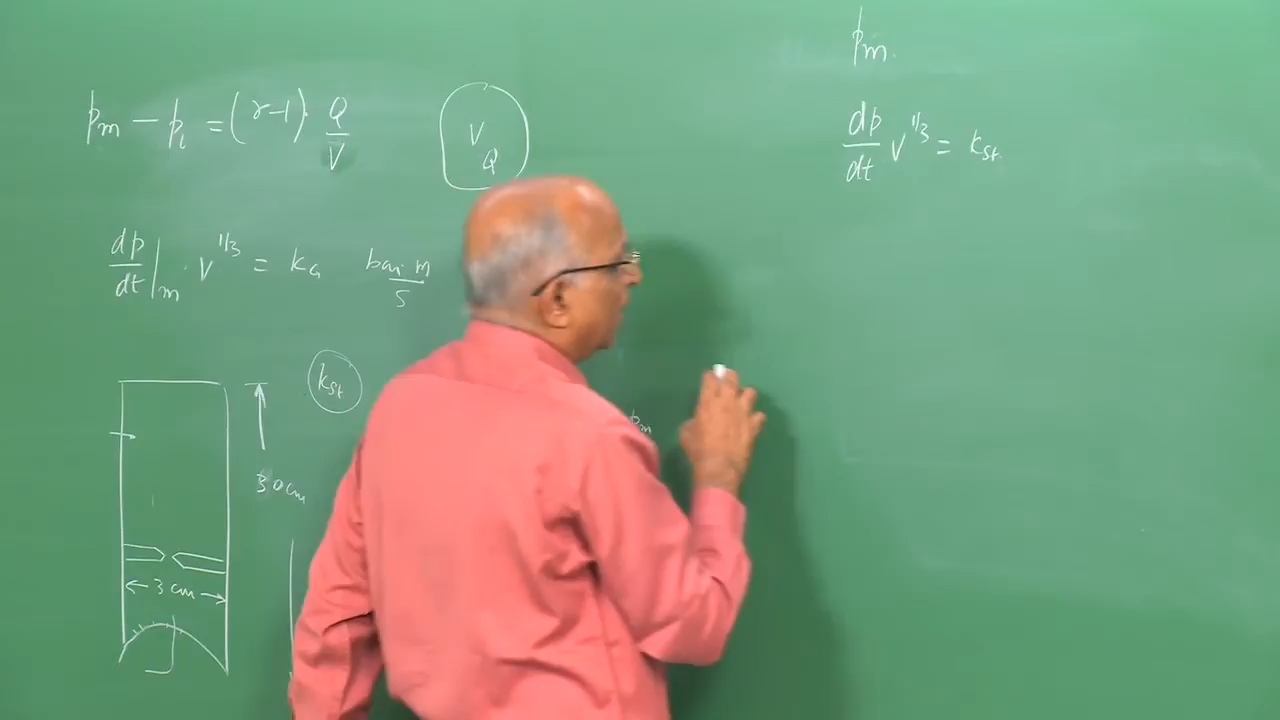 pm - pi = (γ-1) · Q/V
V
Q
dp/dt|m · V^1/3 = kG bar·m/s
kSt
30 cm
3 cm
pm
pm.
dp/dt V^1/3 = kSt.